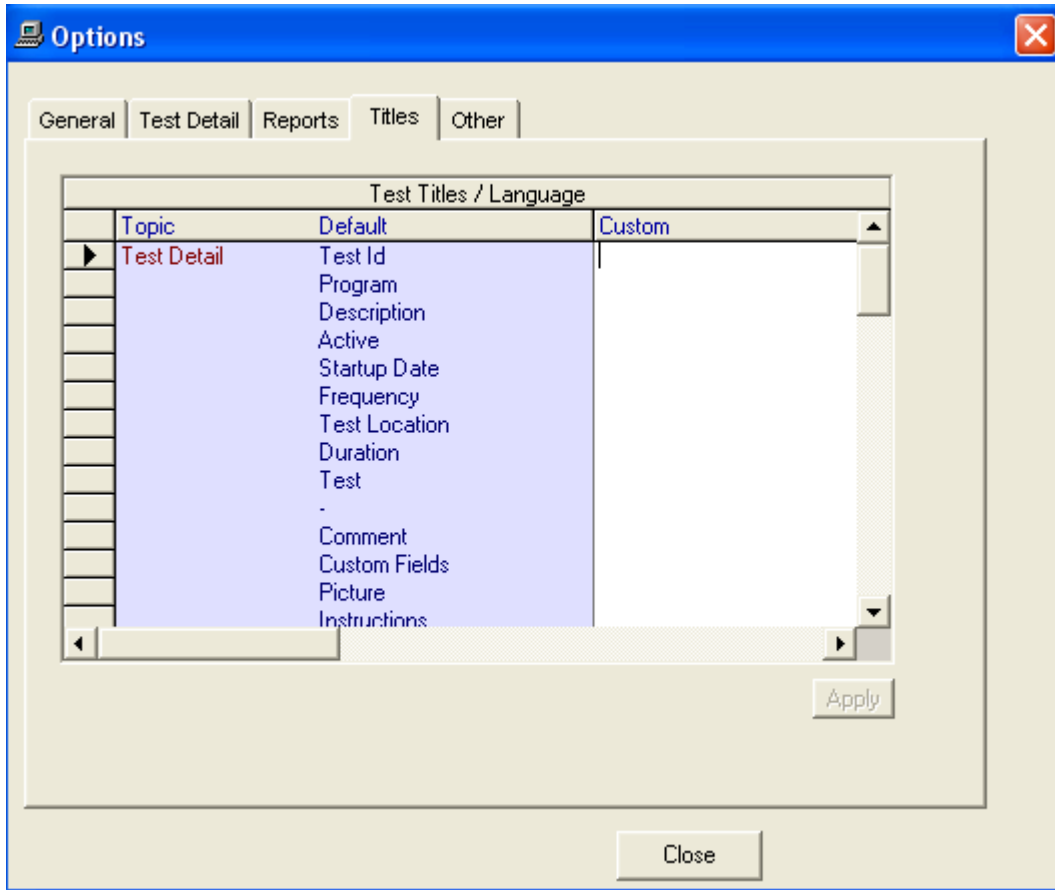 Options
General Test Detail Reports Titles Other
Test Titles / Language
Topic Default Custom
Test Detail Test Id
Program
Description
Active
Startup Date
Frequency
Test Location
Duration
Test
-
Comment
Custom Fields
Picture
Instructions
Apply
Close